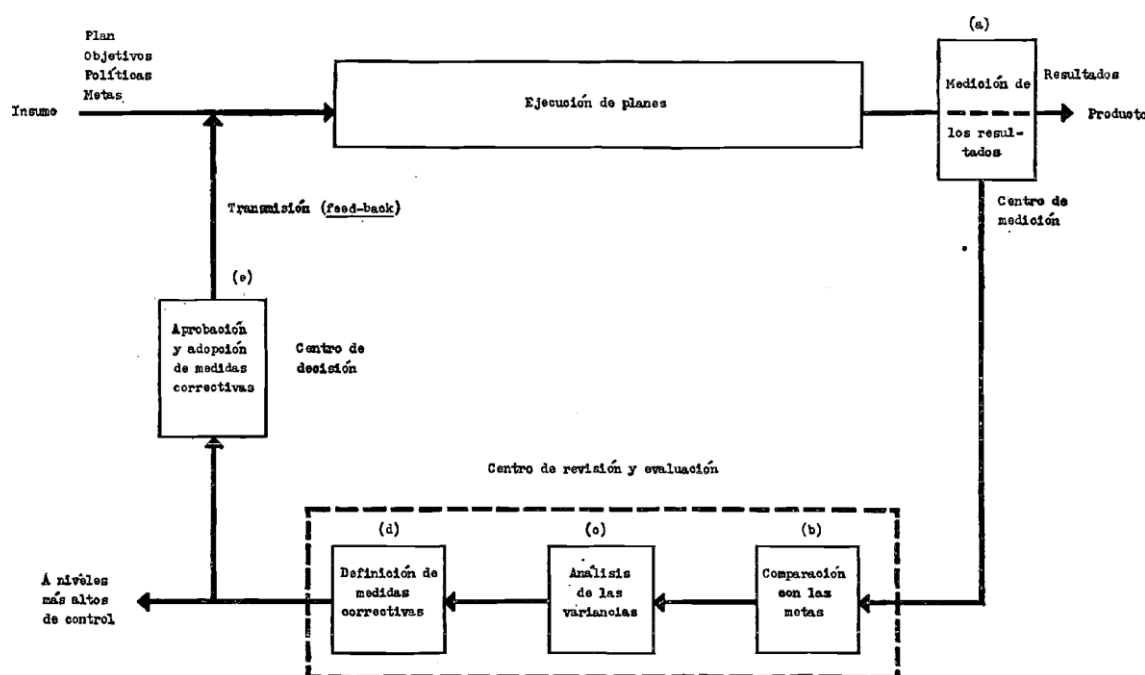 (a)
Plan
Objetivos
Políticas
Metas
Insumo
Ejecución de planes
Medición de
los resul-
tados
Resultados
Producto
Centro de
medición
Transmisión (feed-back)
(e)
Aprobación
y adopción
de medidas
correctivas
Centro de
decisión
Centro de revisión y evaluación
(d)
(c)
(b)
Definición de
medidas
correctivas
Análisis
de las
variancias
Comparación
con las
metas
A niveles
más altos
de control